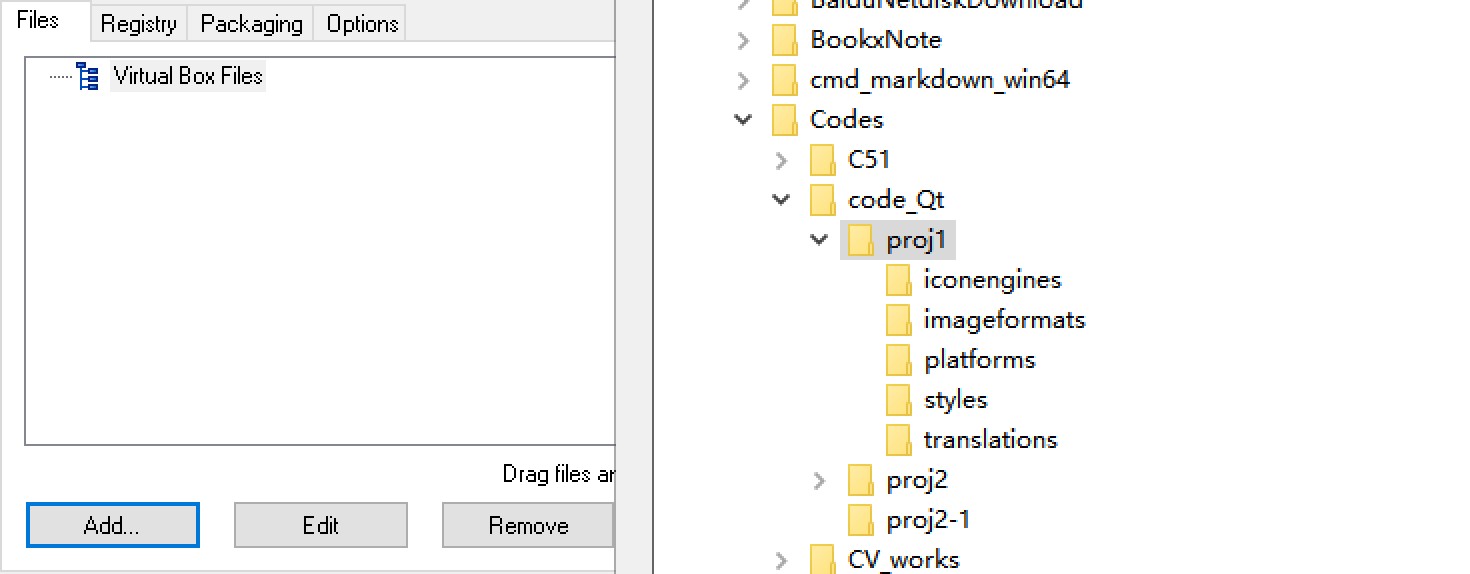 Files Registry Packaging Options
Virtual Box Files
Drag files ar
Add... Edit Remove
BaiduNetdiskDownload
BookxNote
cmd_markdown_win64
Codes
C51
code_Qt
proj1
iconengines
imageformats
platforms
styles
translations
proj2
proj2-1
CV_works